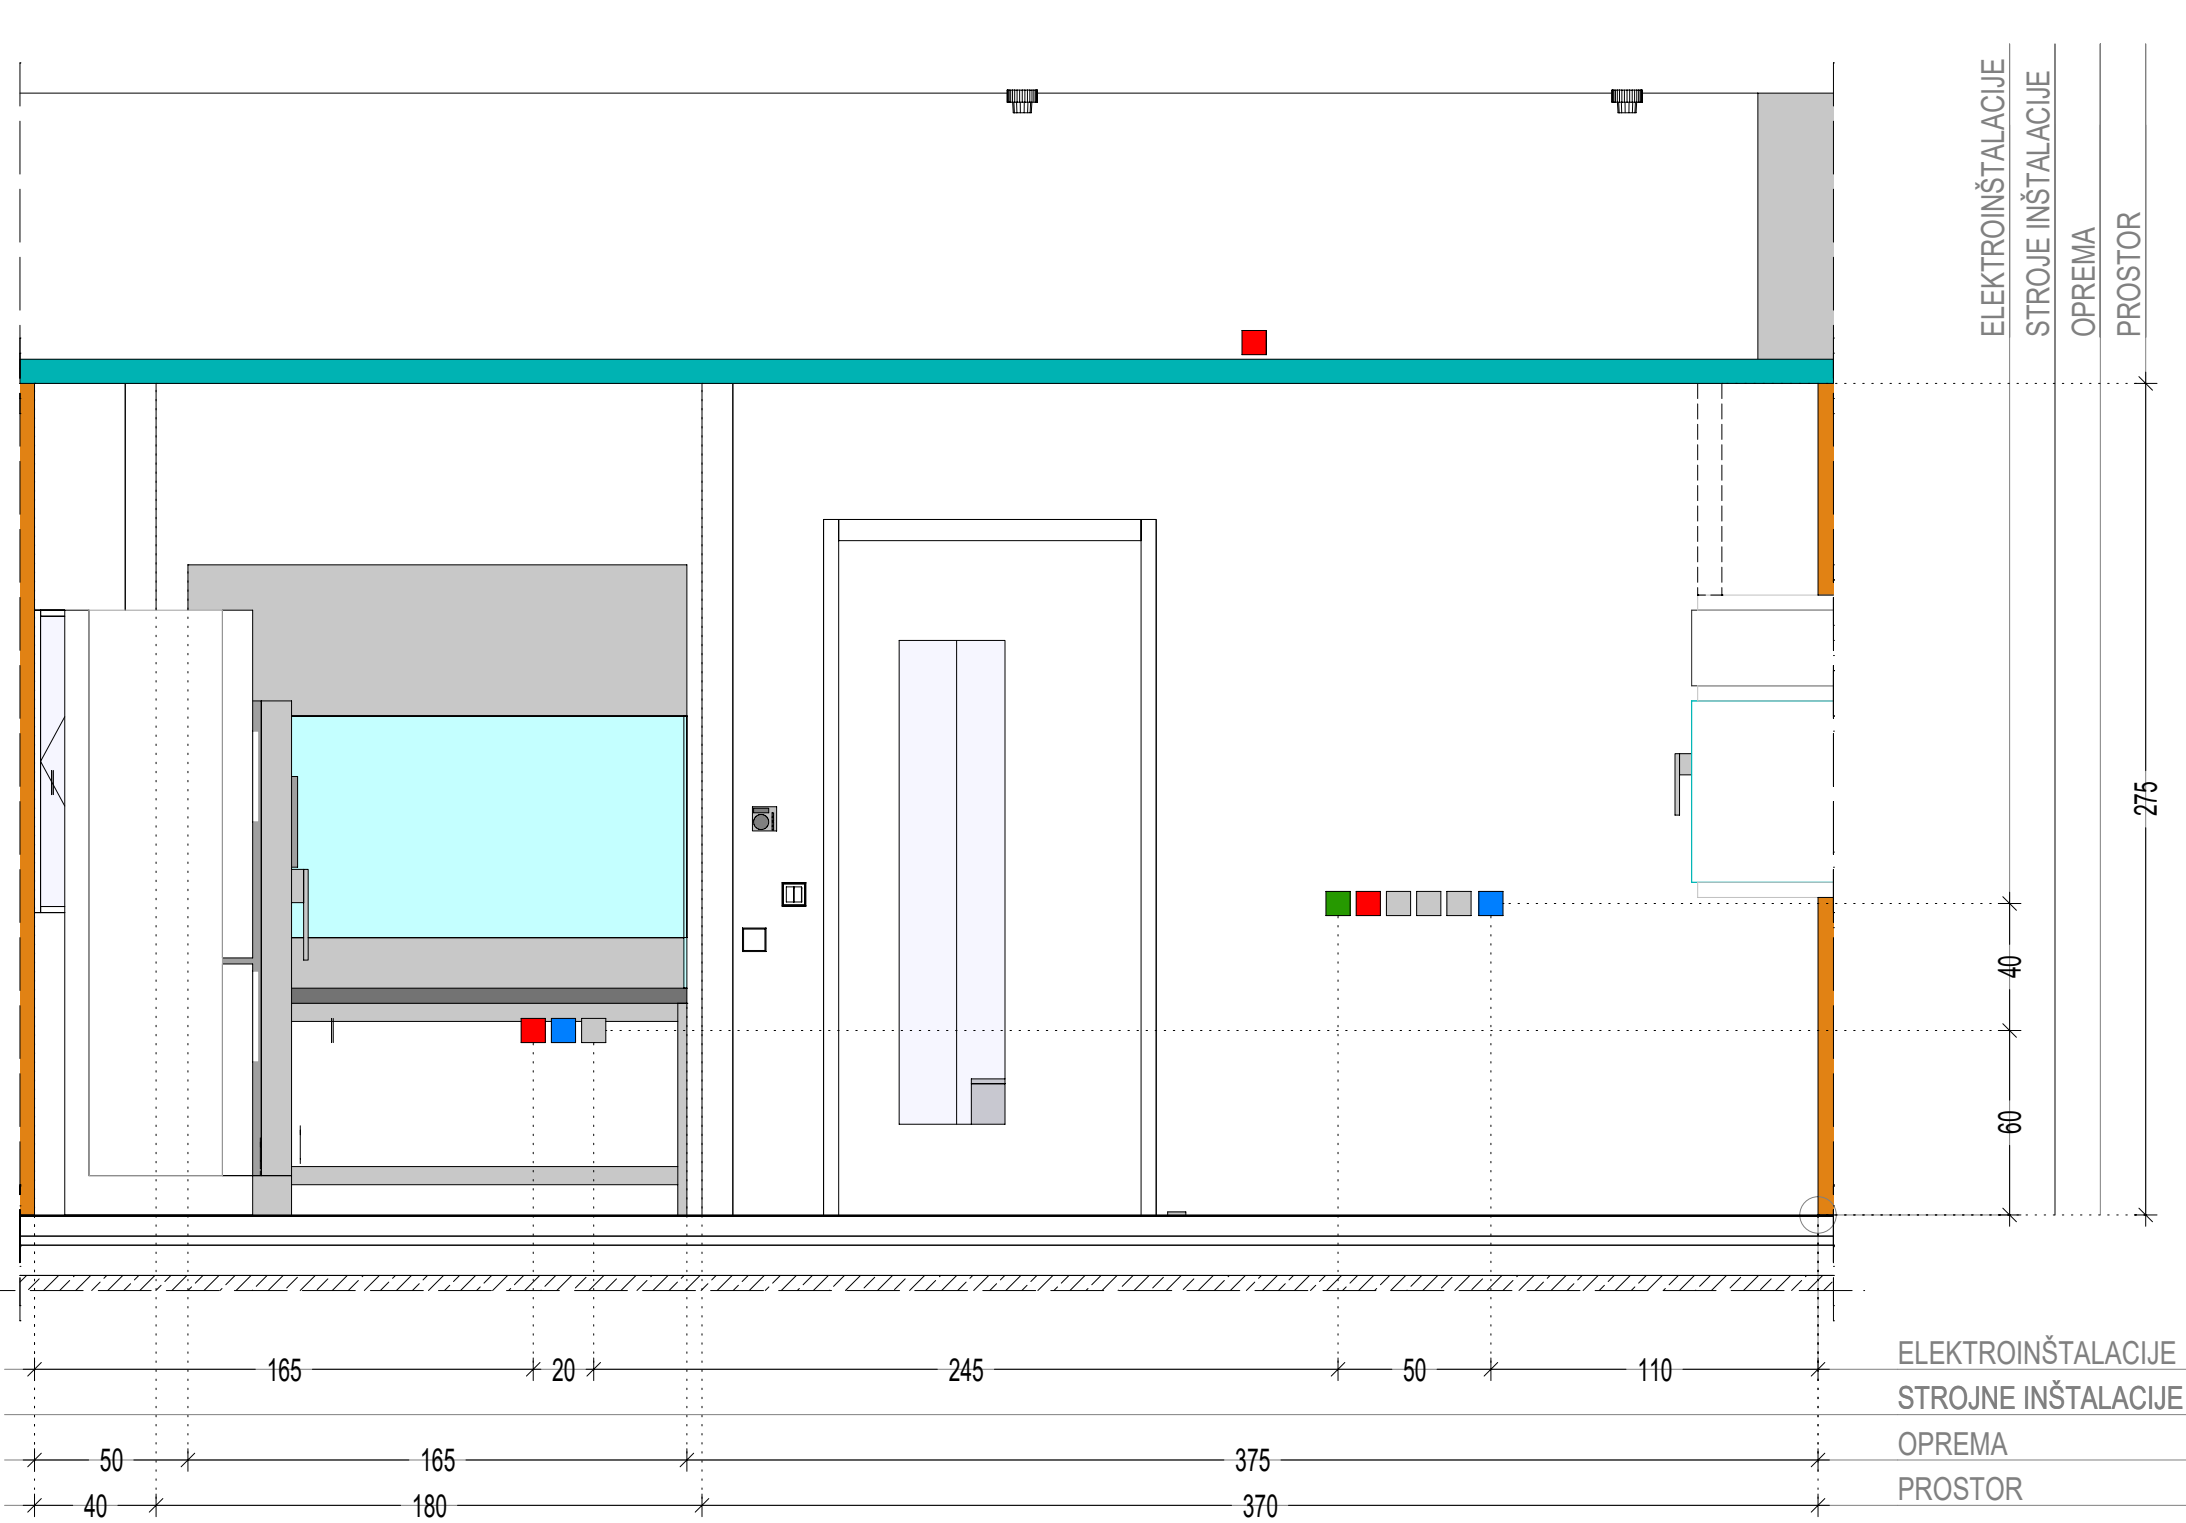 ELEKTROINŠTALACIJE
STROJE INŠTALACIJE
OPREMA
PROSTOR
275
40
60
165
20
245
50
110
ELEKTROINŠTALACIJE
STROJNE INŠTALACIJE
50
165
375
OPREMA
40
180
370
PROSTOR